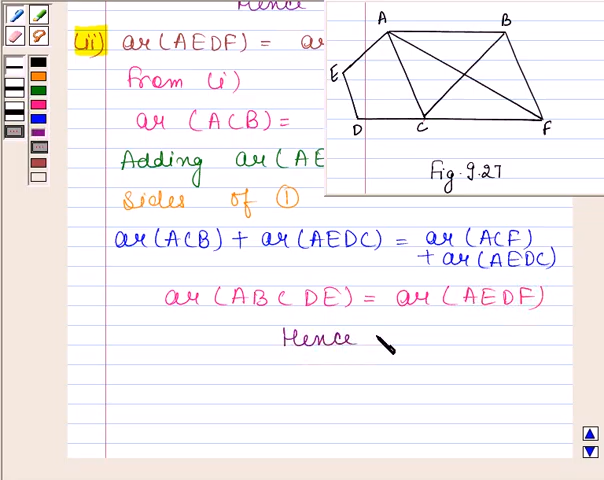 Hence
(ii) ar(AEDF) = ar
From (i)
ar (ACB) =
Adding ar(AE
sides of ①
ar(ACB) + ar(AEDC) = ar(ACF)
+ ar(AEDC)
ar(ABCDE) = ar(AEDF)
Hence
A B
E
D C F
Fig. 9.27